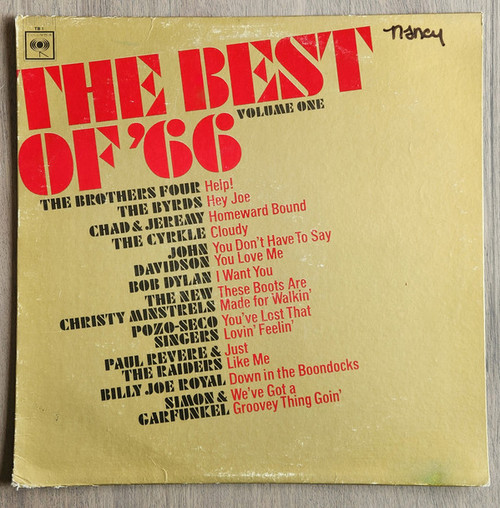 TB 1
Nancy
THE BEST
OF '66
VOLUME ONE
THE BROTHERS FOUR Help!
THE BYRDS Hey Joe
CHAD & JEREMY Homeward Bound
THE CYRKLE Cloudy
JOHN DAVIDSON You Don't Have To Say
You Love Me
BOB DYLAN I Want You
THE NEW CHRISTY MINSTRELS These Boots Are
Made for Walkin'
POZO-SECO SINGERS You've Lost That
Lovin' Feelin'
PAUL REVERE & THE RAIDERS Just
Like Me
BILLY JOE ROYAL Down in the Boondocks
SIMON & GARFUNKEL We've Got a
Groovey Thing Goin'